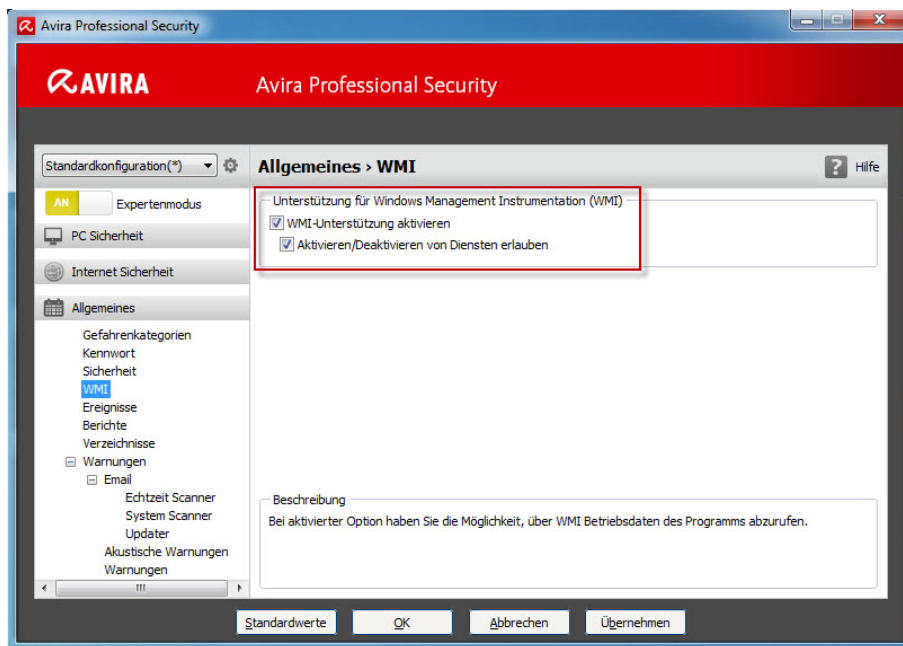 Avira Professional Security
AVIRA
Avira Professional Security
Standardkonfiguration(*)
Allgemeines > WMI
? Hilfe
AN
Expertenmodus
PC Sicherheit
Internet Sicherheit
Allgemeines
Gefahrenkategorien
Kennwort
Sicherheit
WMI
Ereignisse
Berichte
Verzeichnisse
Warnungen
Email
Echtzeit Scanner
System Scanner
Updater
Akustische Warnungen
Warnungen
Unterstützung für Windows Management Instrumentation (WMI)
WMI-Unterstützung aktivieren
Aktivieren/Deaktivieren von Diensten erlauben
Beschreibung
Bei aktivierter Option haben Sie die Möglichkeit, über WMI Betriebsdaten des Programms abzurufen.
Standardwerte
OK
Abbrechen
Übernehmen